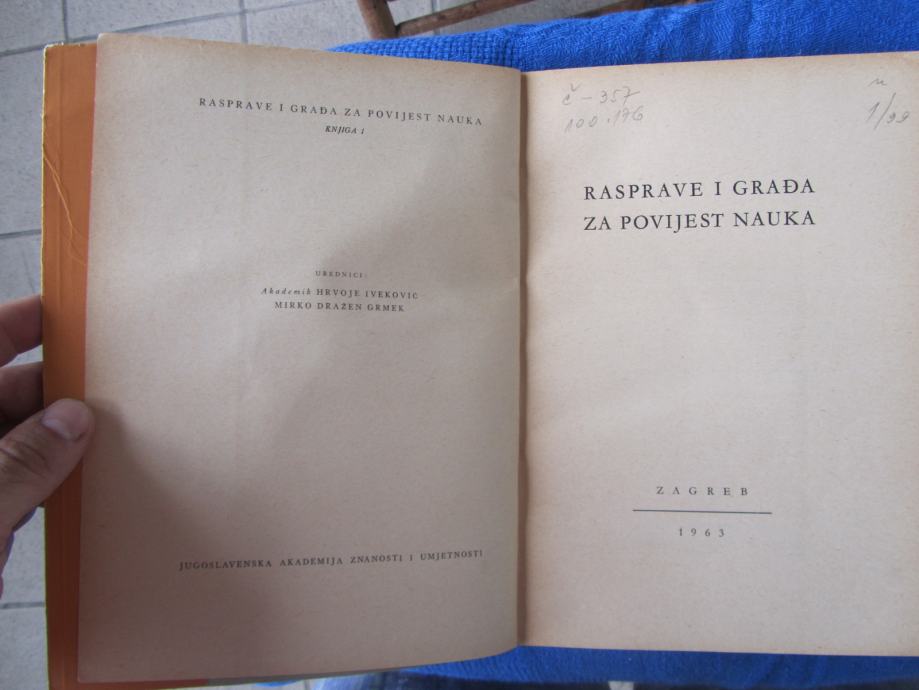 RASPRAVE I GRAĐA ZA POVIJEST NAUKA
KNJIGA 1
UREDNICI:
Akademik HRVOJE IVEKOVIĆ
MIRKO DRAŽEN GRMEK
JUGOSLAVENSKA AKADEMIJA ZNANOSTI I UMJETNOSTI
č-357
100.176
n
1/99
RASPRAVE I GRAĐA
ZA POVIJEST NAUKA
ZAGREB
1963